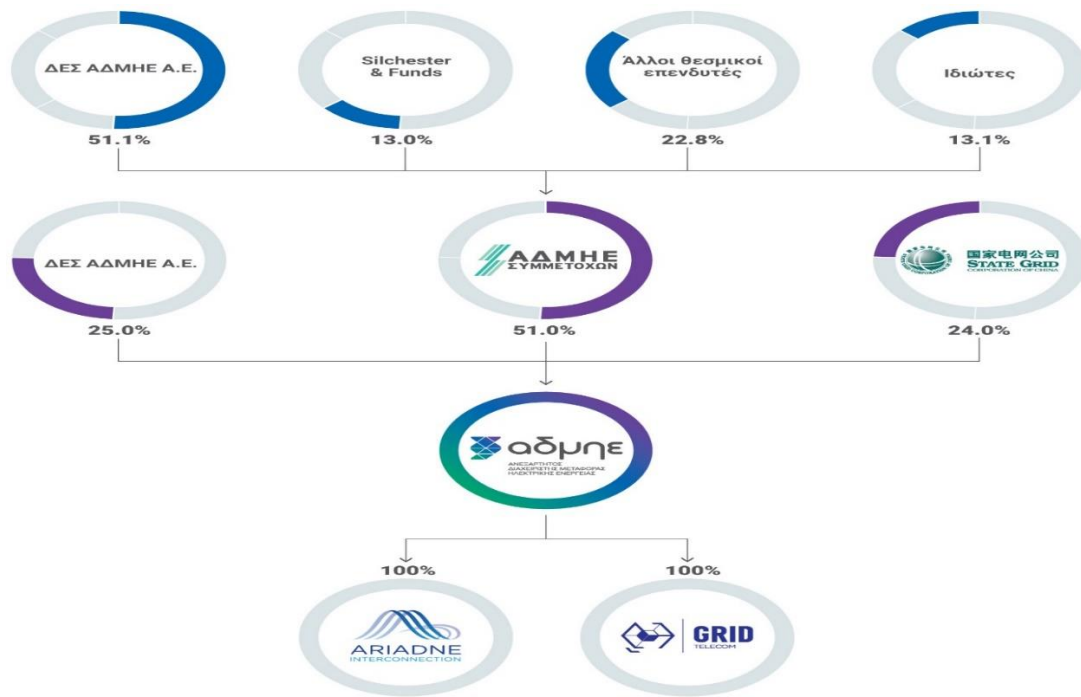 ΔΕΣ ΑΔΜΗΕ Α.Ε.
51.1%
Silchester
& Funds
13.0%
Άλλοι θεσμικοί
επενδυτές
22.8%
Ιδιώτες
13.1%
ΔΕΣ ΑΔΜΗΕ Α.Ε.
25.0%
ΑΔΜΗΕ
ΣΥΜΜΕΤΟΧΩΝ
51.0%
国家电网公司
STATE GRID
CORPORATION OF CHINA
24.0%
αδμηε
ΑΝΕΞΑΡΤΗΤΟΣ
ΔΙΑΧΕΙΡΙΣΤΗΣ ΜΕΤΑΦΟΡΑΣ
ΗΛΕΚΤΡΙΚΗΣ ΕΝΕΡΓΕΙΑΣ
100%
ARIADNE
INTERCONNECTION
100%
GRID
TELECOM